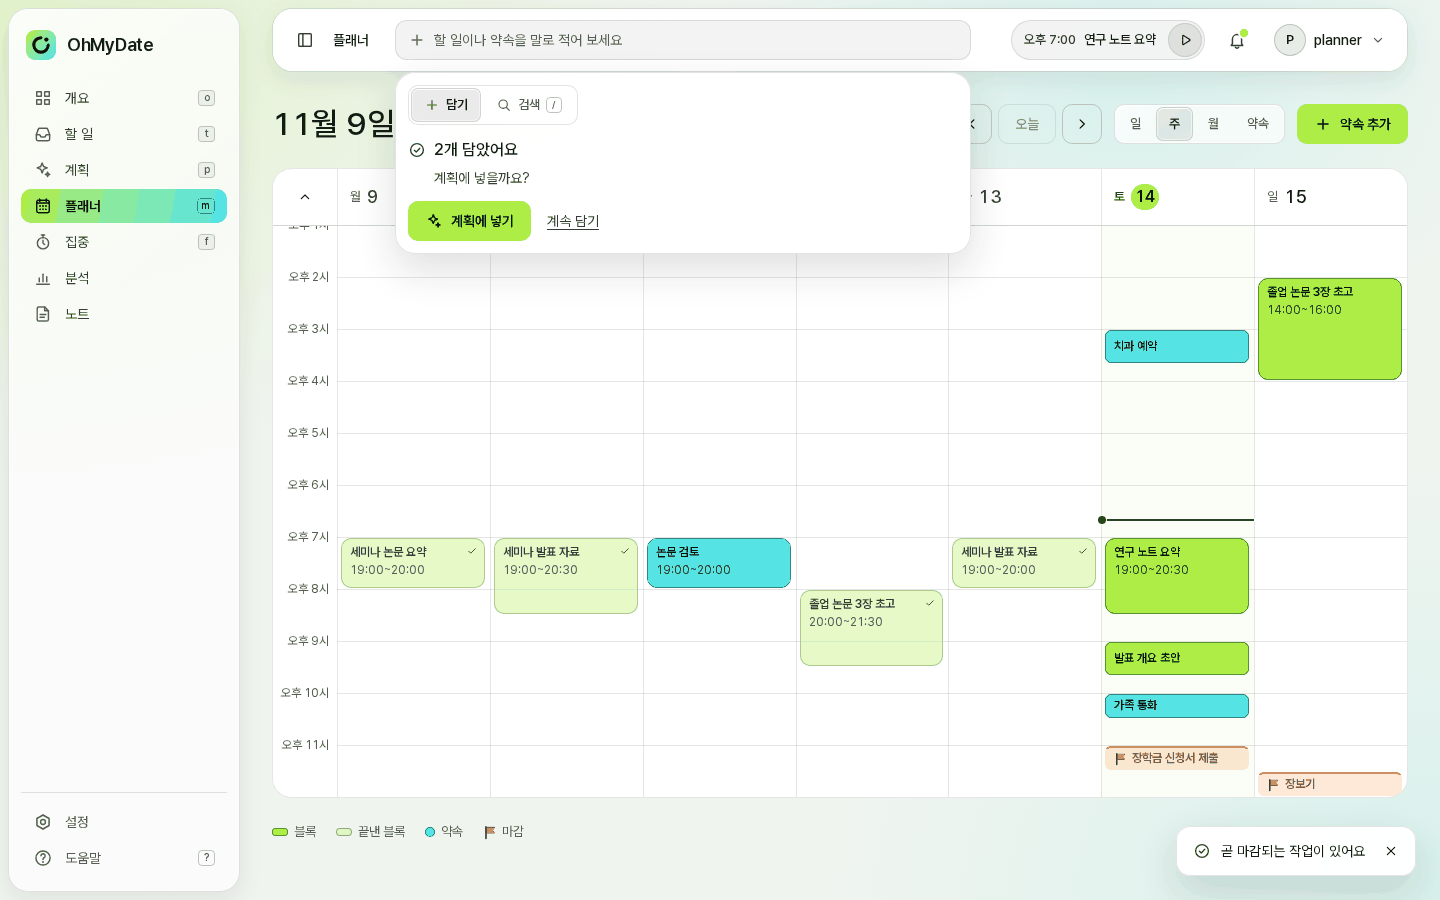 OhMyDate
개요 o
할 일 t
계획 p
플래너 m
집중 f
분석
노트
설정
도움말 ?
플래너
할 일이나 약속을 말로 적어 보세요
오후 7:00 연구 노트 요약
P planner
담기
검색 /
2개 담았어요
계획에 넣을까요?
계획에 넣기
계속 담기
11월 9일
오늘
일 주 월 약속
약속 추가
월 9
13
토 14
일 15
오후 2시
오후 3시
오후 4시
오후 5시
오후 6시
오후 7시
오후 8시
오후 9시
오후 10시
오후 11시
세미나 논문 요약
19:00~20:00
세미나 발표 자료
19:00~20:30
논문 검토
19:00~20:00
졸업 논문 3장 초고
20:00~21:30
세미나 발표 자료
19:00~20:00
치과 예약
연구 노트 요약
19:00~20:30
발표 개요 초안
가족 통화
장학금 신청서 제출
졸업 논문 3장 초고
14:00~16:00
장보기
블록
끝낸 블록
약속
마감
곧 마감되는 작업이 있어요